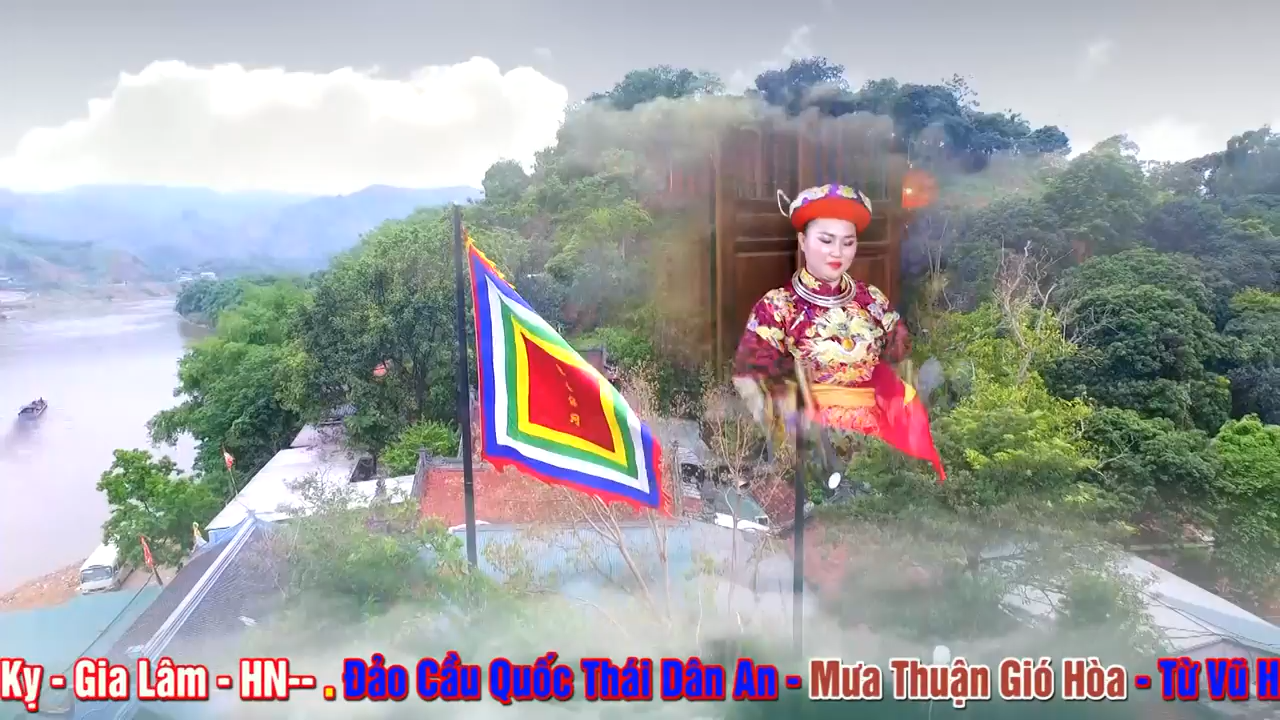 Kỵ - Gia Lâm - HN-- . Đảo Cầu Quốc Thái Dân An - Mưa Thuận Gió Hòa - Từ Vũ H